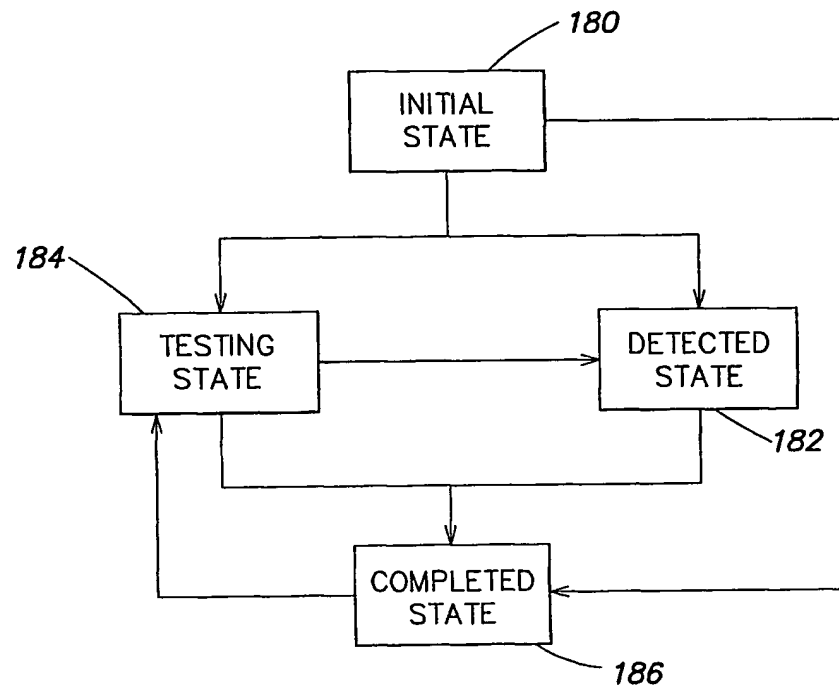 180
INITIAL
STATE
184
TESTING
STATE
DETECTED
STATE
182
COMPLETED
STATE
186